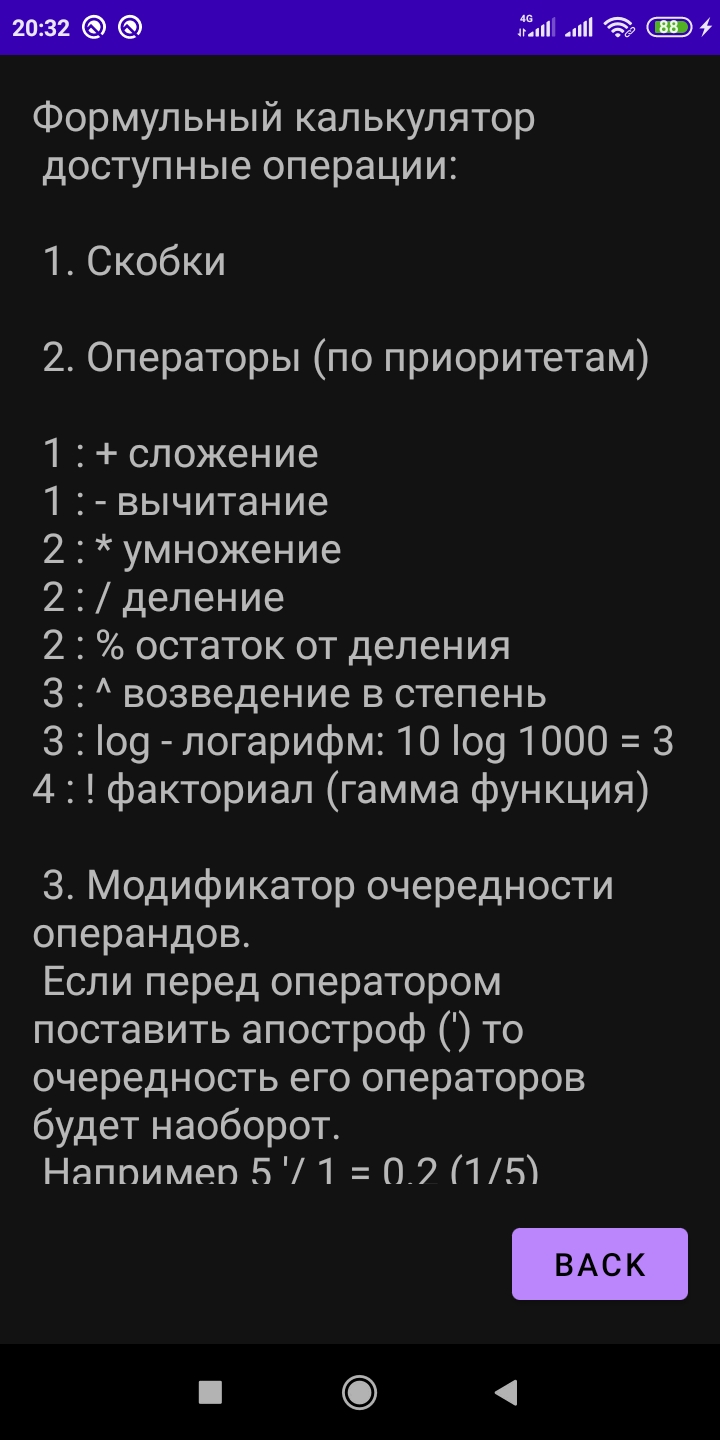 20:32
4G
88
Формульный калькулятор
доступные операции:
1. Скобки
2. Операторы (по приоритетам)
1 : + сложение
1 : - вычитание
2 : * умножение
2 : / деление
2 : % остаток от деления
3 : ^ возведение в степень
3 : log - логарифм: 10 log 1000 = 3
4 : ! факториал (гамма функция)
3. Модификатор очередности
операндов.
Если перед оператором
поставить апостроф (') то
очередность его операторов
будет наоборот.
Например 5 '/ 1 = 0.2 (1/5)
BACK